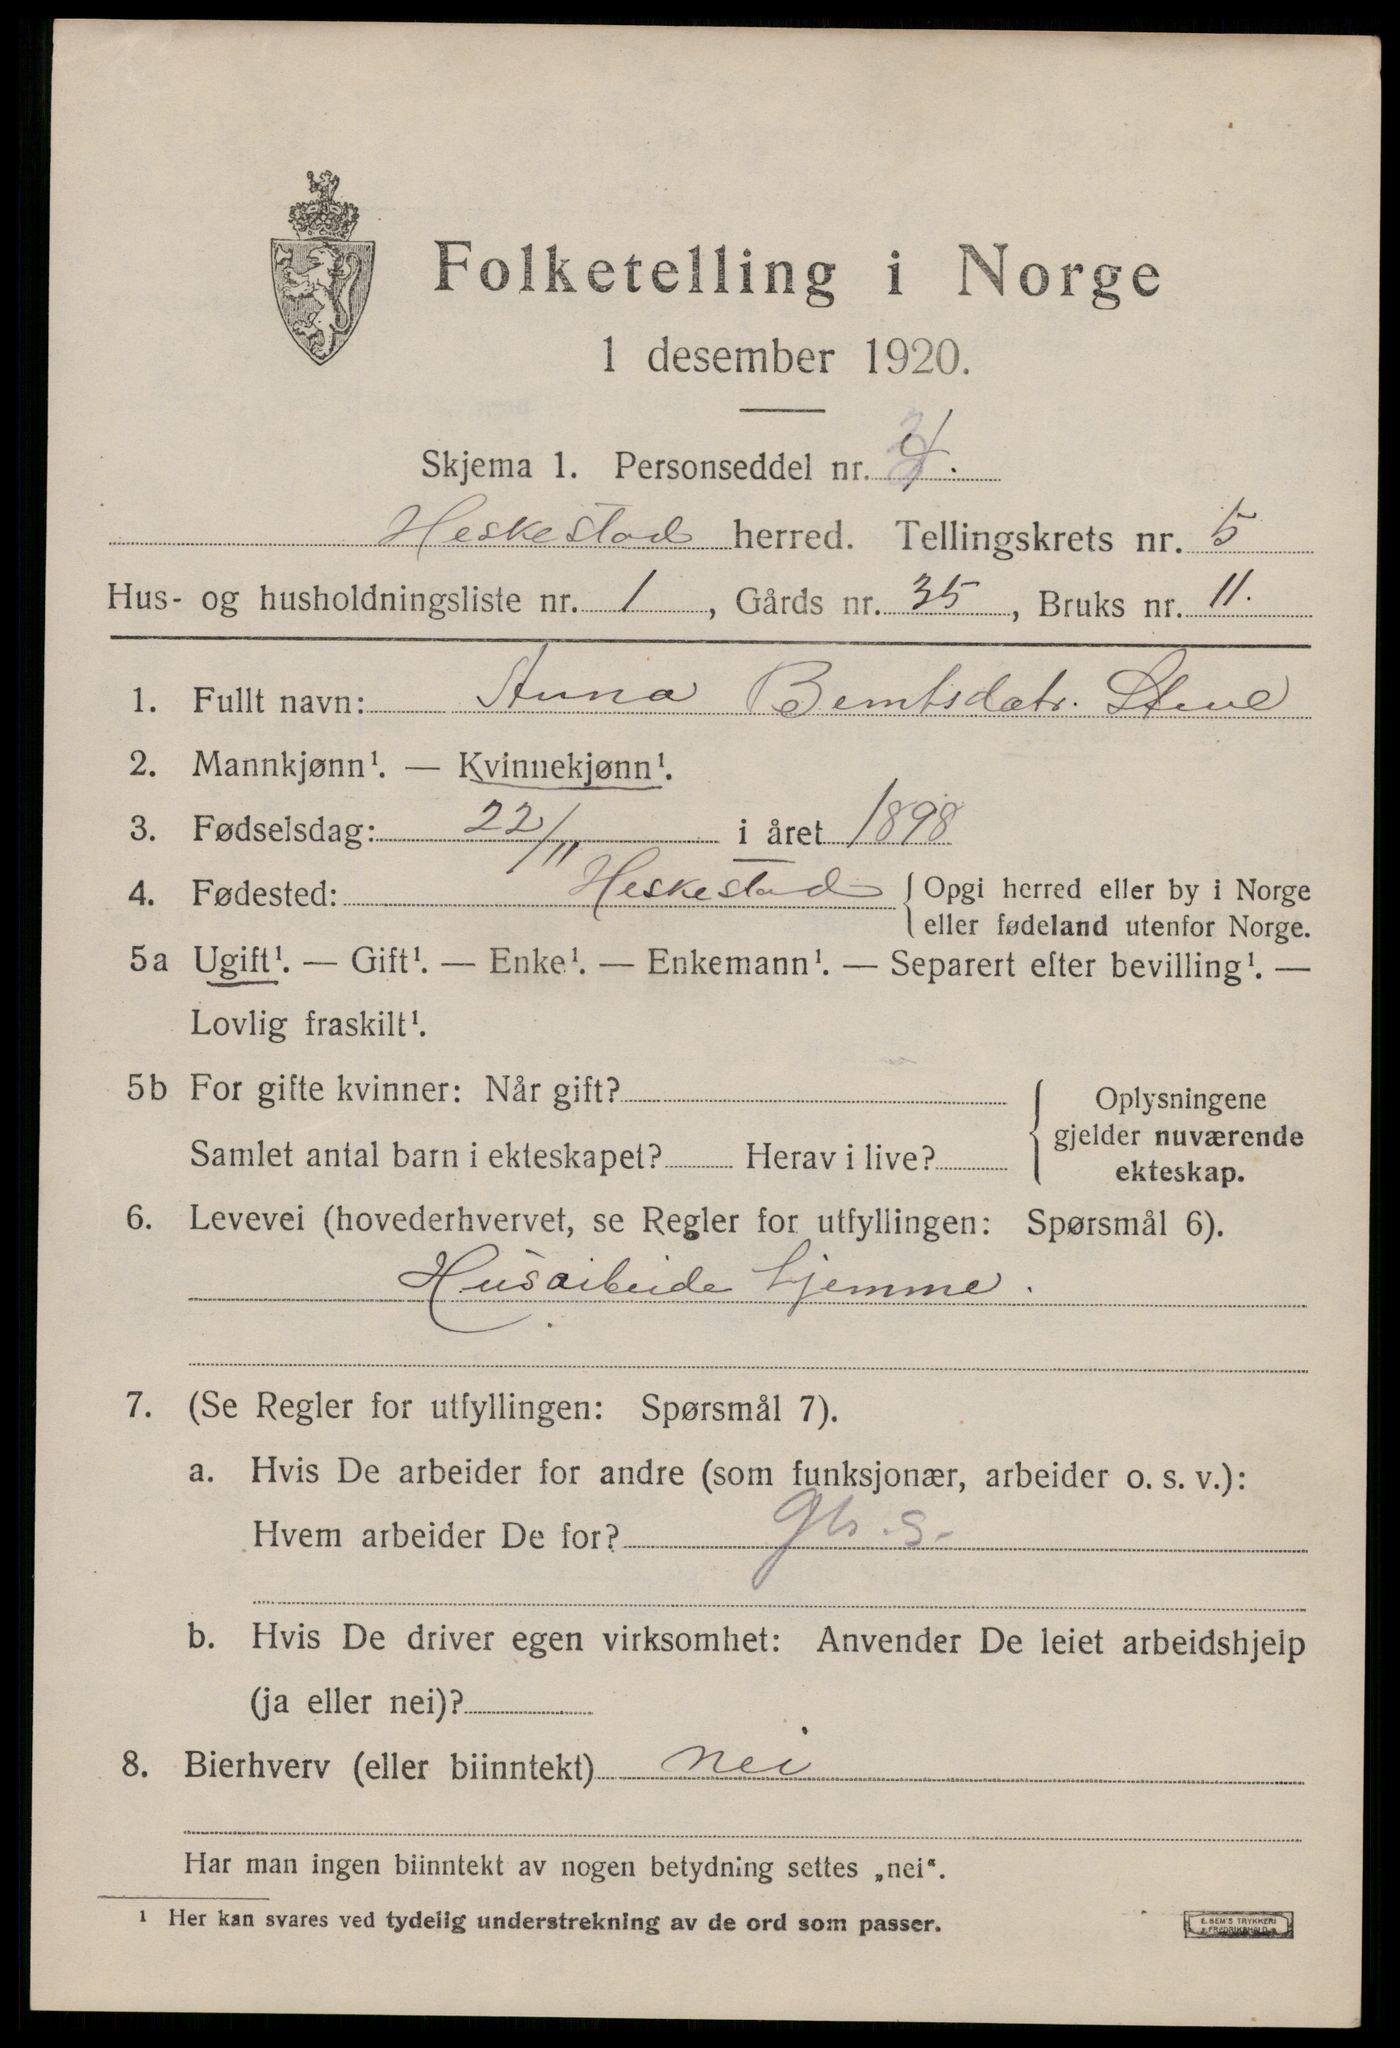 Folketelling i Norge
1 desember 1920.
Skjema 1. Personseddel nr. 4.
Heskestad herred. Tellingskrets nr. 5
Hus- og husholdningsliste nr. 1, Gårds nr. 35, Bruks nr. 11.
1. Fullt navn: Anna Berntsdatr. Stene
2. Mannkjønn¹. — Kvinnekjønn¹.
3. Fødselsdag: 22/11 i året 1898
4. Fødested: Heskestad { Opgi herred eller by i Norge
eller fødeland utenfor Norge.
5a Ugift¹. — Gift¹. — Enke¹. — Enkemann¹. — Separert efter bevilling¹. —
Lovlig fraskilt¹.
5b For gifte kvinner: Når gift?
Samlet antal barn i ekteskapet? Herav i live?
Oplysningene
gjelder nuværende
ekteskap.
6. Levevei (hovederhvervet, se Regler for utfyllingen: Spørsmål 6).
Husarbeide hjemme.
7. (Se Regler for utfyllingen: Spørsmål 7).
a. Hvis De arbeider for andre (som funksjonær, arbeider o. s. v.):
Hvem arbeider De for?
b. Hvis De driver egen virksomhet: Anvender De leiet arbeidshjelp
(ja eller nei)?
8. Bierhverv (eller biinntekt) nei
Har man ingen biinntekt av nogen betydning settes „nei“.
¹ Her kan svares ved tydelig understrekning av de ord som passer.
E. BEM'S TRYKKERI
FREDRIKSHALD